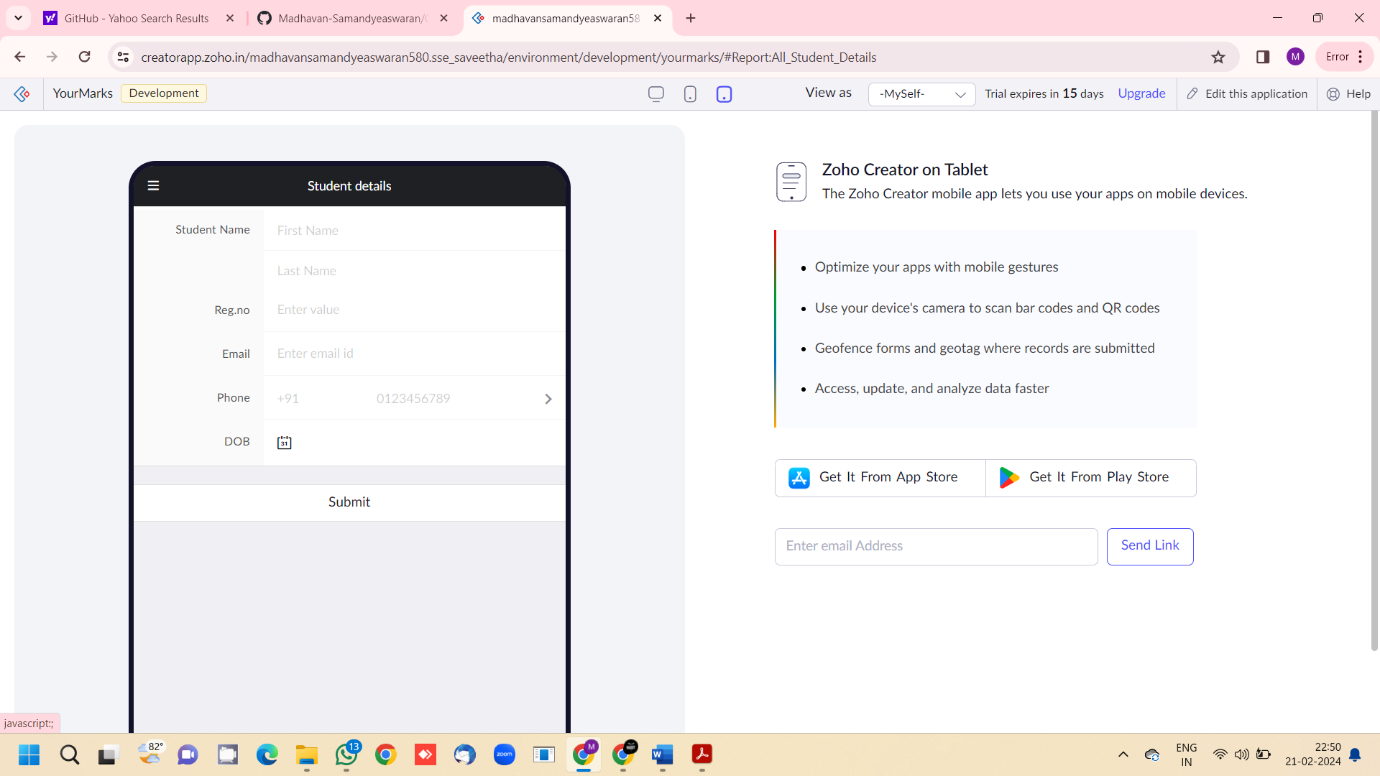 GitHub - Yahoo Search Results
Madhavan-Samandyeaswaran/
madhavansamandyeaswaran58
creatorapp.zoho.in/madhavansamandyeaswaran580.sse_saveetha/environment/development/yourmarks/#Report:All_Student_Details
M
Error
YourMarks
Development
View as
-MySelf-
Trial expires in 15 days
Upgrade
Edit this application
Help
Student details
Student Name
First Name
Last Name
Reg.no
Enter value
Email
Enter email id
Phone
+91
0123456789
DOB
31
Submit
Zoho Creator on Tablet
The Zoho Creator mobile app lets you use your apps on mobile devices.
• Optimize your apps with mobile gestures
• Use your device's camera to scan bar codes and QR codes
• Geofence forms and geotag where records are submitted
• Access, update, and analyze data faster
Get It From App Store
Get It From Play Store
Enter email Address
Send Link
javascript:;
82°
13
zoom
M
ENG
IN
22:50
21-02-2024